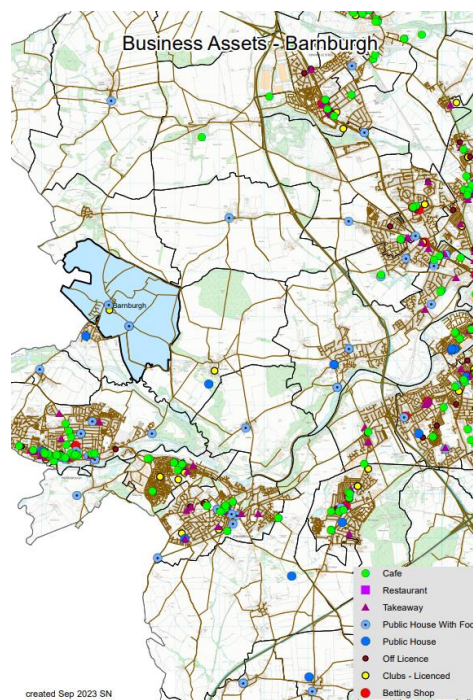 Business Assets - Barnburgh
Barnburgh
Cafe
Restaurant
Takeaway
Public House With Foo
Public House
Off Licence
Clubs - Licenced
Betting Shop
created Sep 2023 SN